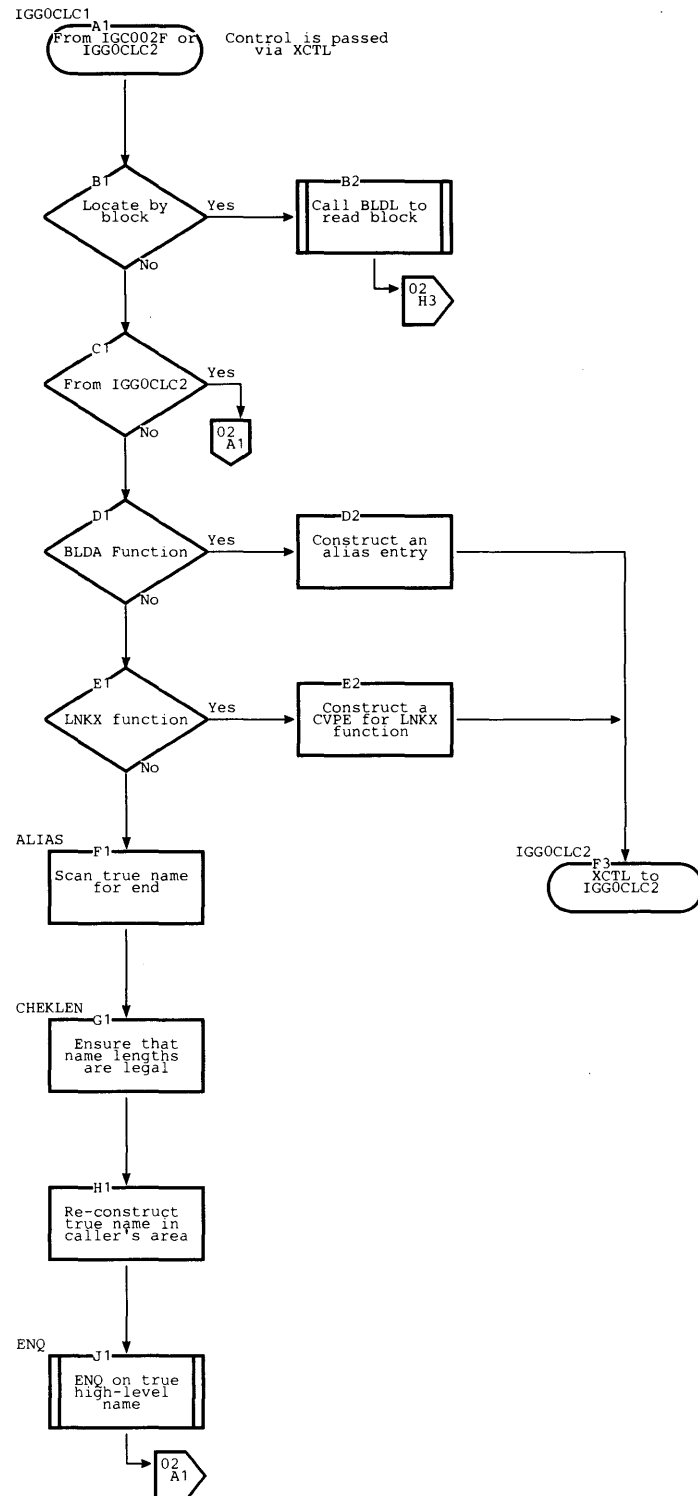 IGG0CLC1
A1
From IGC002F or
IGG0CLC2
Control is passed
via XCTL
B1
Locate by
block
Yes
No
B2
Call BLDL to
read block
02
H3
C1
From IGG0CLC2
Yes
No
02
A1
D1
BLDA Function
Yes
No
D2
Construct an
alias entry
E1
LNKX function
Yes
No
E2
Construct a
CVPE for LNKX
function
ALIAS
F1
Scan true name
for end
IGG0CLC2
F3
XCTL to
IGG0CLC2
CHEKLEN
G1
Ensure that
name lengths
are legal
H1
Re-construct
true name in
caller's area
ENQ
J1
ENQ on true
high-level
name
02
A1